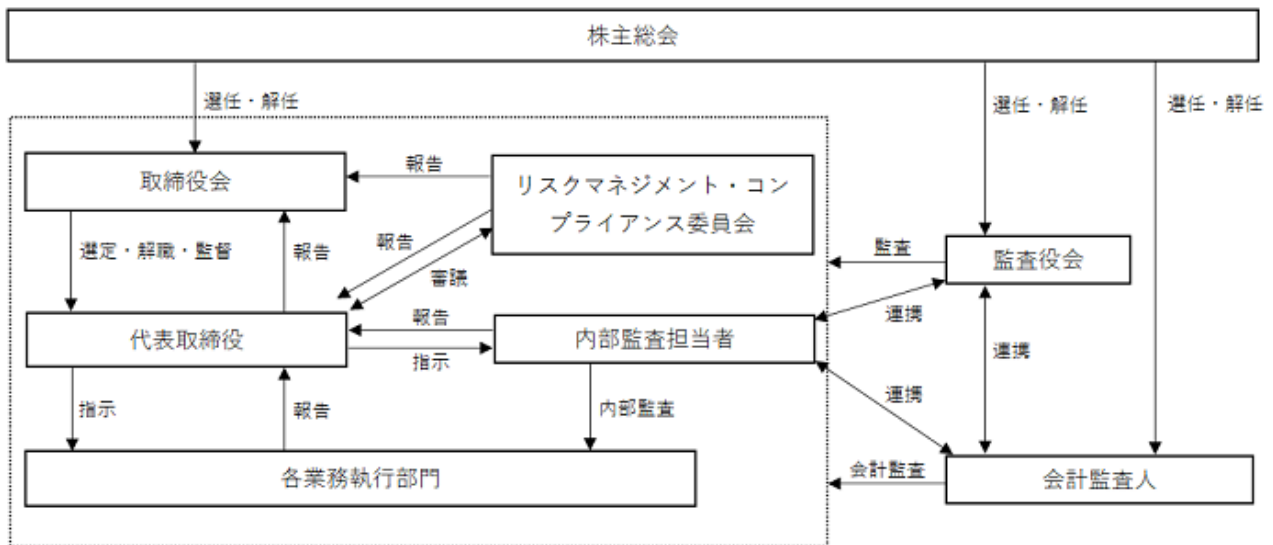 株主総会
選任・解任
選任・解任
選任・解任
取締役会
報告
リスクマネジメント・コン
プライアンス委員会
選定・解職・監督
報告
報告
審議
監査
監査役会
代表取締役
報告
指示
内部監査担当者
連携
連携
連携
指示
報告
内部監査
各業務執行部門
会計監査
会計監査人